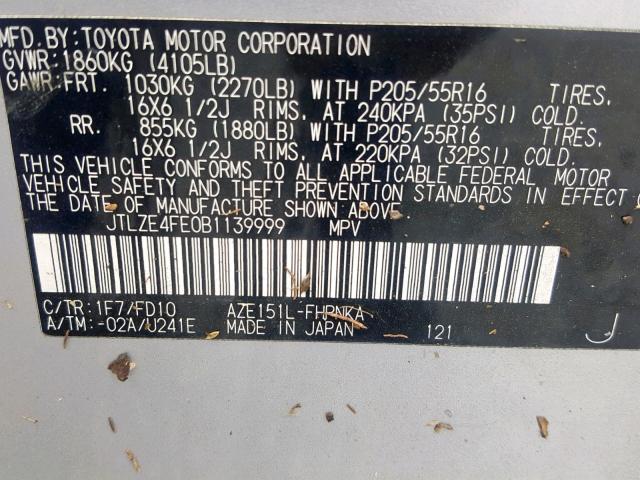 MFD. BY: TOYOTA MOTOR CORPORATION
GVWR: 1860KG (4105LB)
GAWR: FRT. 1030KG (2270LB) WITH P205/55R16 TIRES,
16X6 1/2J RIMS, AT 240KPA (35PSI) COLD.
RR. 855KG (1880LB) WITH P205/55R16 TIRES,
16X6 1/2J RIMS, AT 220KPA (32PSI) COLD.
THIS VEHICLE CONFORMS TO ALL APPLICABLE FEDERAL MOTOR
VEHICLE SAFETY AND THEFT PREVENTION STANDARDS IN EFFECT
THE DATE OF MANUFACTURE SHOWN ABOVE.
JTLZE4FE0B1139999 MPV
C/TR: 1F7/FD10 AZE151L-FHPNKA
A/TM: -02A/U241E MADE IN JAPAN 121 J